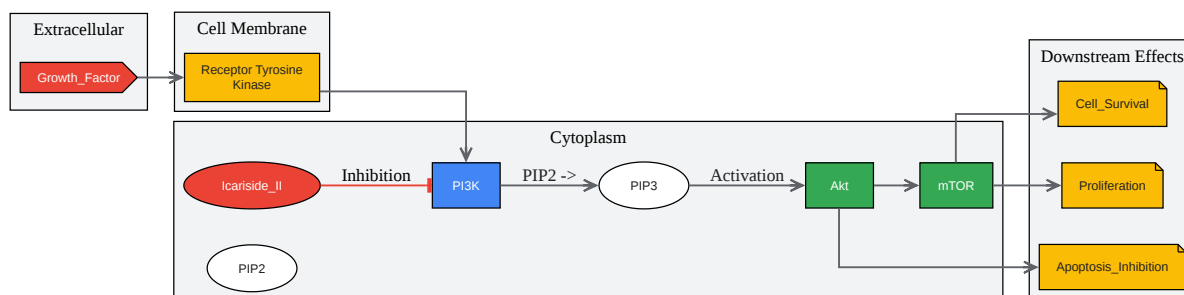 Extracellular
Growth_Factor
Cell Membrane
Receptor Tyrosine
Kinase
Cytoplasm
Icariside_II
Inhibition
PI3K
PIP2 ->
PIP3
Activation
Akt
mTOR
PIP2
Downstream Effects
Cell_Survival
Proliferation
Apoptosis_Inhibition